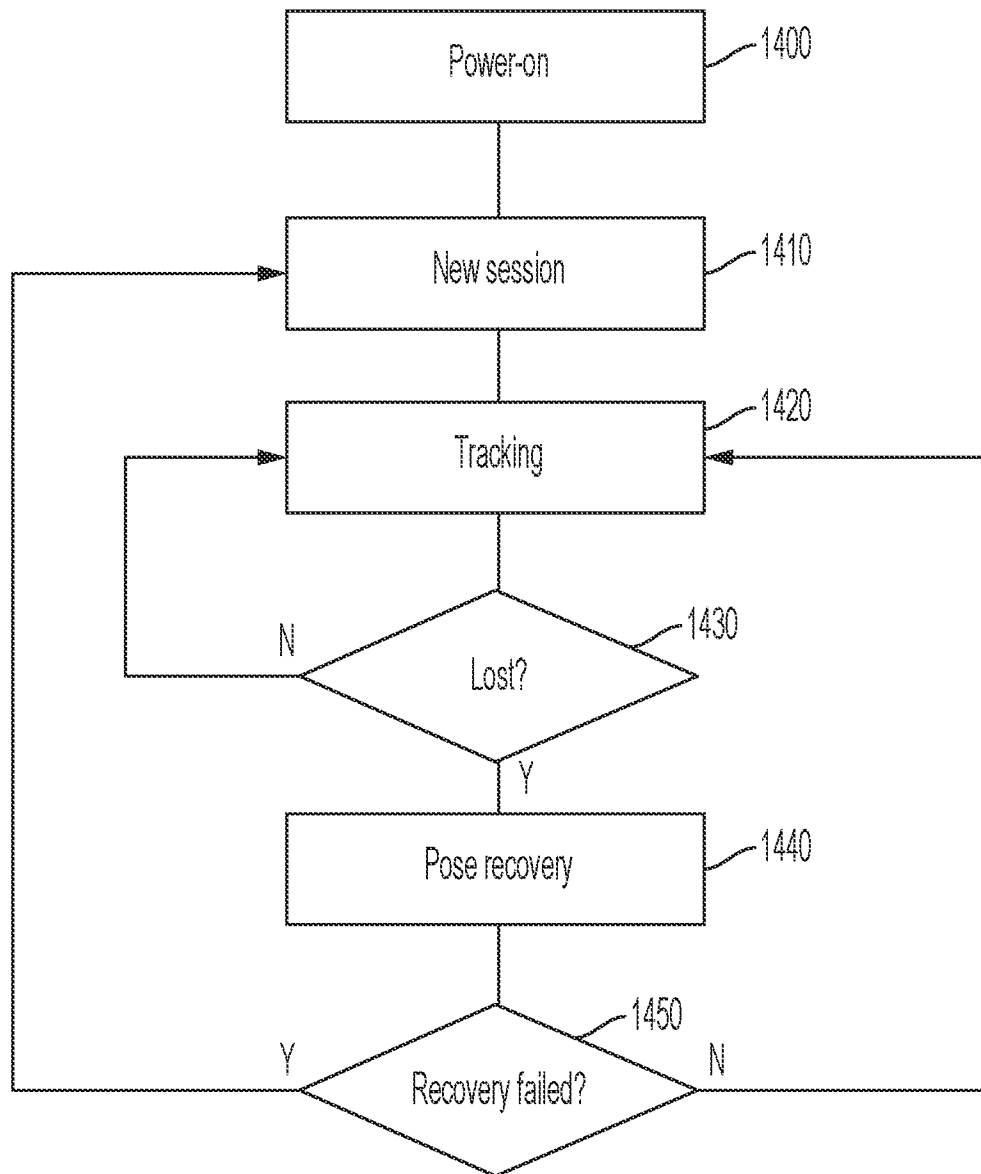 Power-on
1400
New session
1410
Tracking
1420
Lost?
1430
N
Y
Pose recovery
1440
Recovery failed?
1450
Y
N